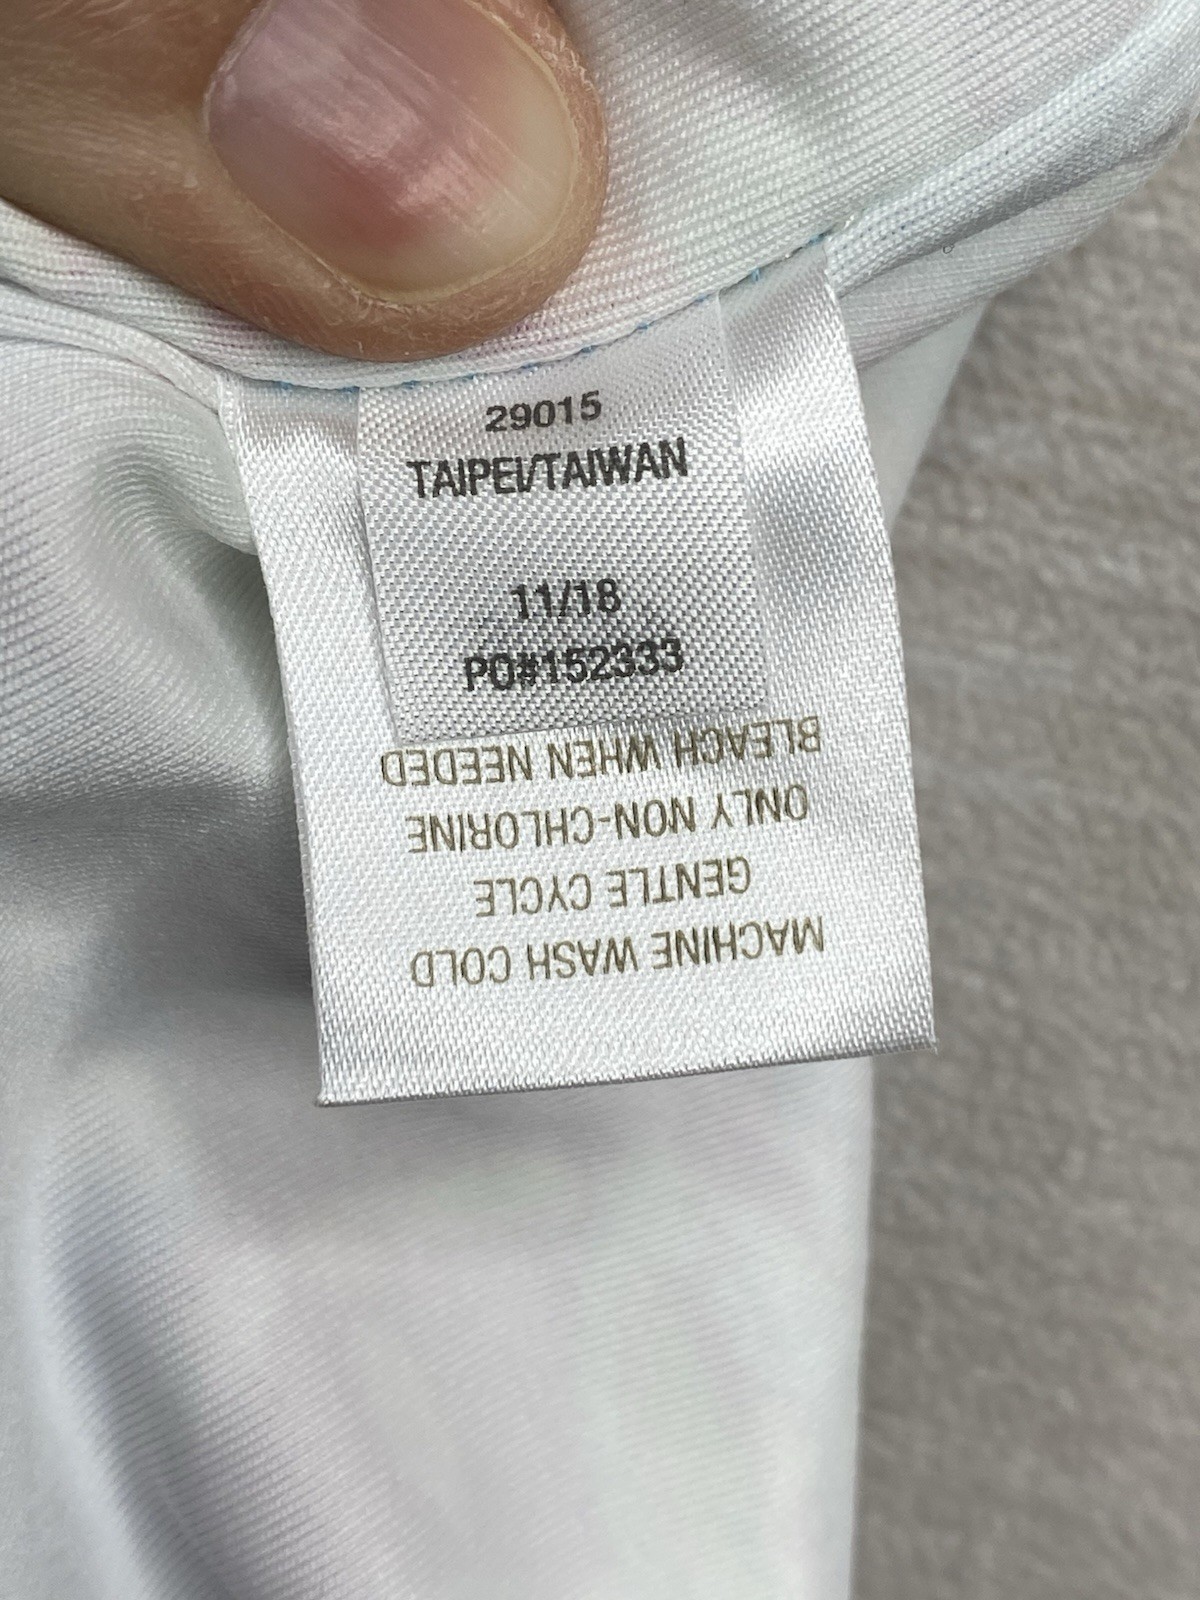 29015
TAIPEI/TAIWAN
11/18
PO#152333
MACHINE WASH COLD
GENTLE CYCLE
ONLY NON-CHLORINE
BLEACH WHEN NEEDED